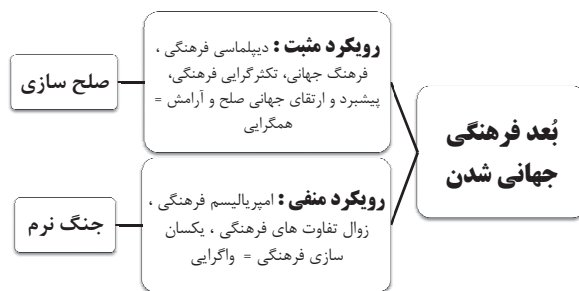 بُعد فرهنگی
جهانی شدن
رویکرد مثبت : دیپلماسی فرهنگی ،
فرهنگ جهانی، تکثرگرایی فرهنگی،
پیشبرد و ارتقای جهانی صلح و آرامش =
همگرایی
صلح سازی
رویکرد منفی : امپریالیسم فرهنگی ،
زوال تفاوت های فرهنگی ، یکسان
سازی فرهنگی = واگرایی
جنگ نرم